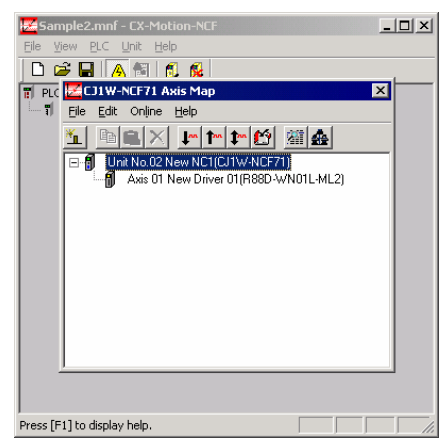 Sample2.mnf - CX-Motion-NCF
File View PLC Unit Help
PLC
CJ1W-NCF71 Axis Map
File Edit Online Help
Unit No.02 New NC1(CJ1W-NCF71)
Axis 01 New Driver 01(R88D-WN01L-ML2)
Press [F1] to display help.